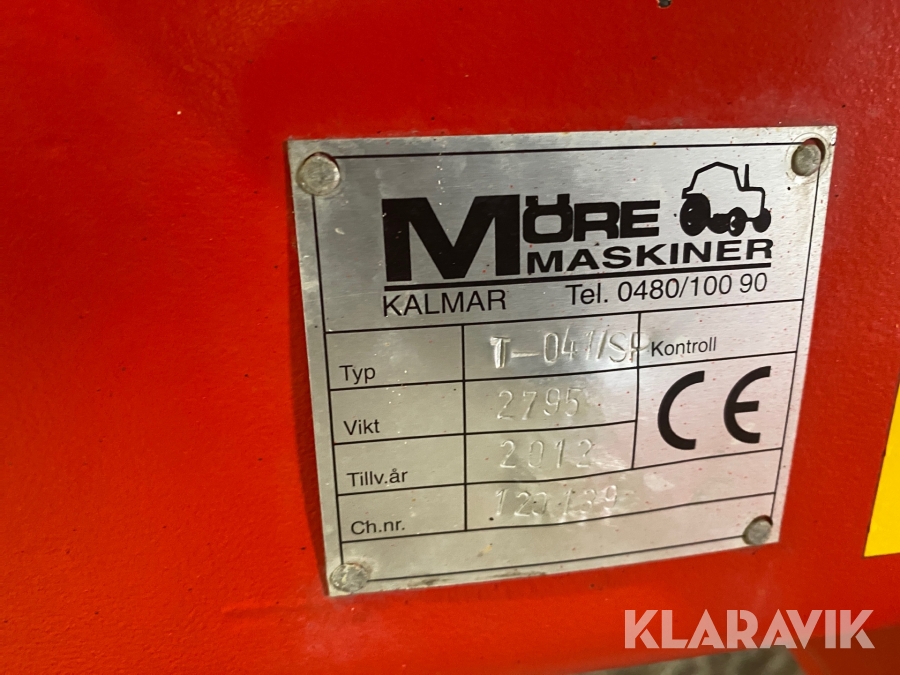 MÖRE
MASKINER
KALMAR Tel. 0480/100 90
Typ Kontroll
Vikt 2795 CE
Tillv.år 2012
Ch.nr.
KLARAVIK